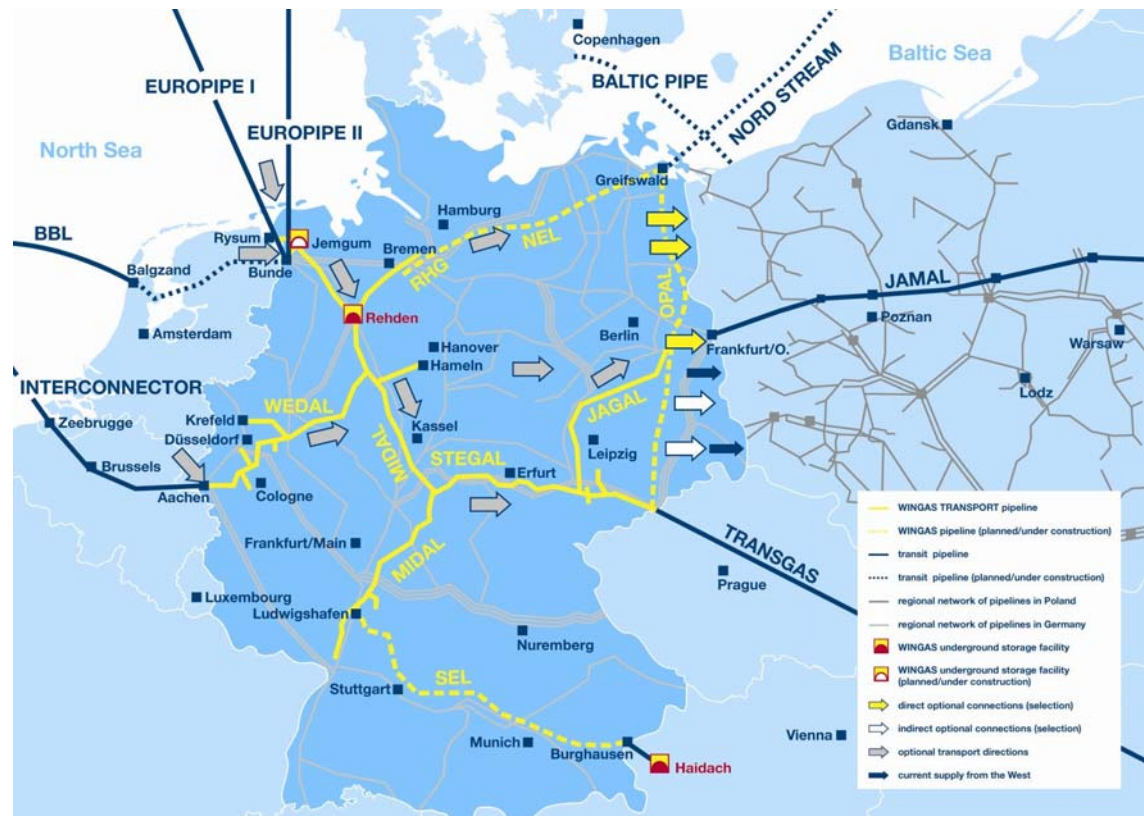 Copenhagen
BALTIC PIPE
NORD STREAM
Baltic Sea
EUROPIPE I
EUROPIPE II
North Sea
Gdansk
Greifswald
Hamburg
NEL
RHG
BBL
Rysum
Jemgum
Bremen
Bunde
Balgzand
OPAL
JAMAL
Rehden
Amsterdam
Berlin
Frankfurt/O.
Poznan
Warsaw
Hanover
Hameln
Lodz
INTERCONNECTOR
Zeebrugge
WEDAL
Krefeld
Düsseldorf
Kassel
JAGAL
Leipzig
MIDAL
STEGAL
Erfurt
Brussels
Aachen
Cologne
Frankfurt/Main
MIDAL
TRANSGAS
Prague
Luxembourg
Ludwigshafen
Nuremberg
SEL
Stuttgart
Munich
Burghausen
Haidach
Vienna
WINGAS TRANSPORT pipeline
WINGAS pipeline (planned/under construction)
transit pipeline
transit pipeline (planned/under construction)
regional network of pipelines in Poland
regional network of pipelines in Germany
WINGAS underground storage facility
WINGAS underground storage facility
(planned/under construction)
direct optional connections (selection)
indirect optional connections (selection)
optional transport directions
current supply from the West